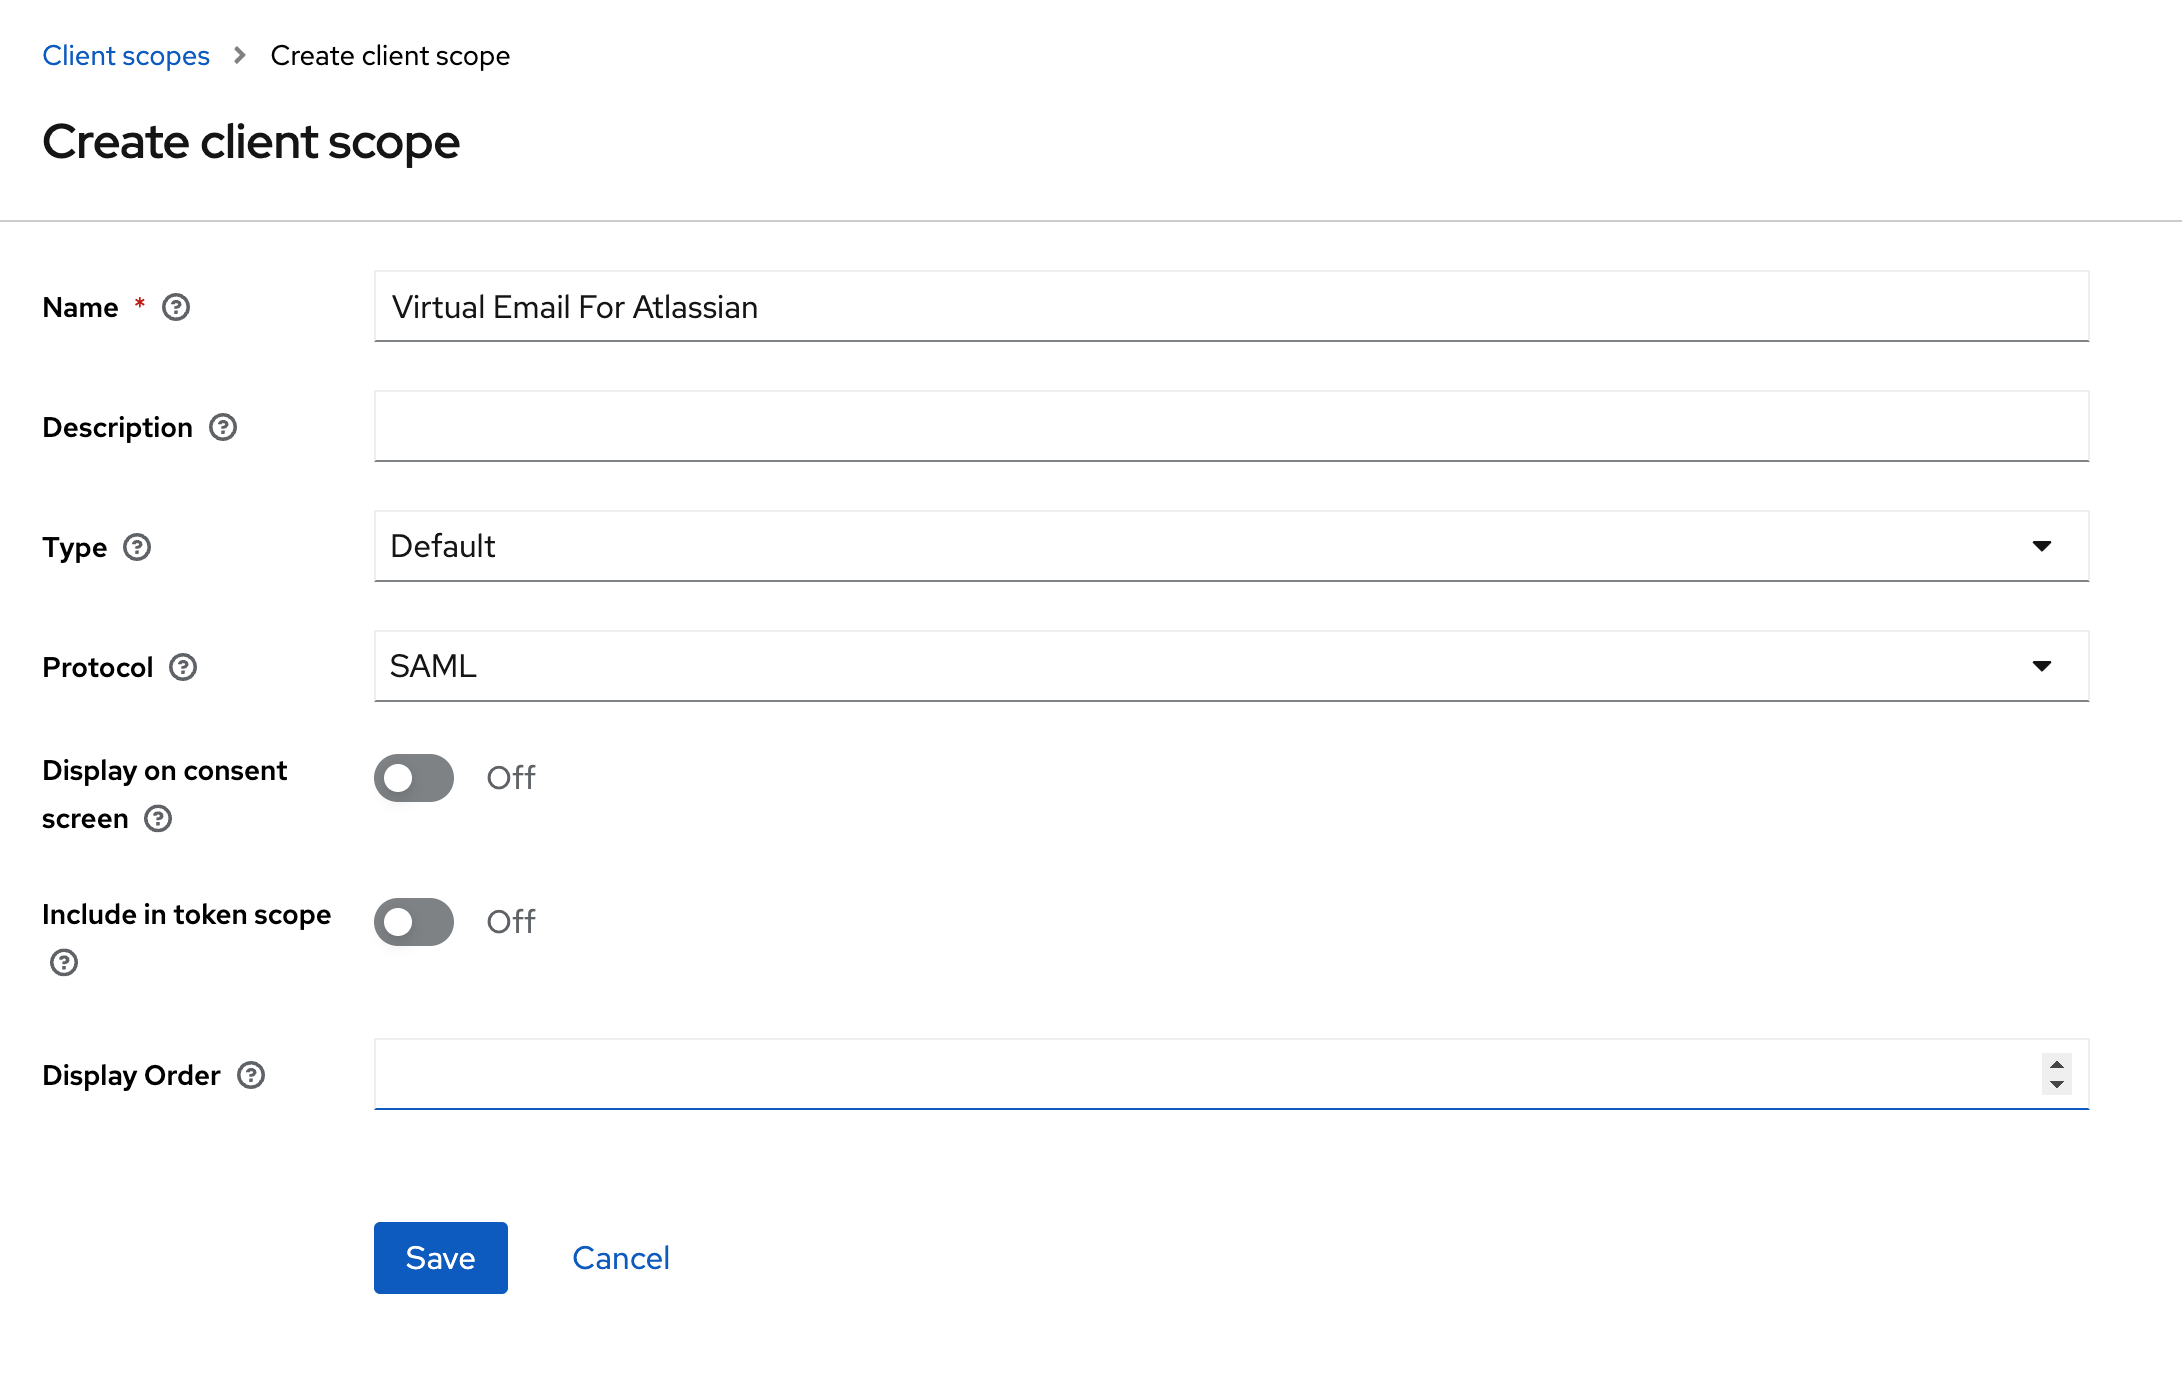 Client scopes > Create client scope
Create client scope
Name * Virtual Email For Atlassian
Description
Type Default
Protocol SAML
Display on consent
screen
Off
Include in token scope
Off
Display Order
Save Cancel